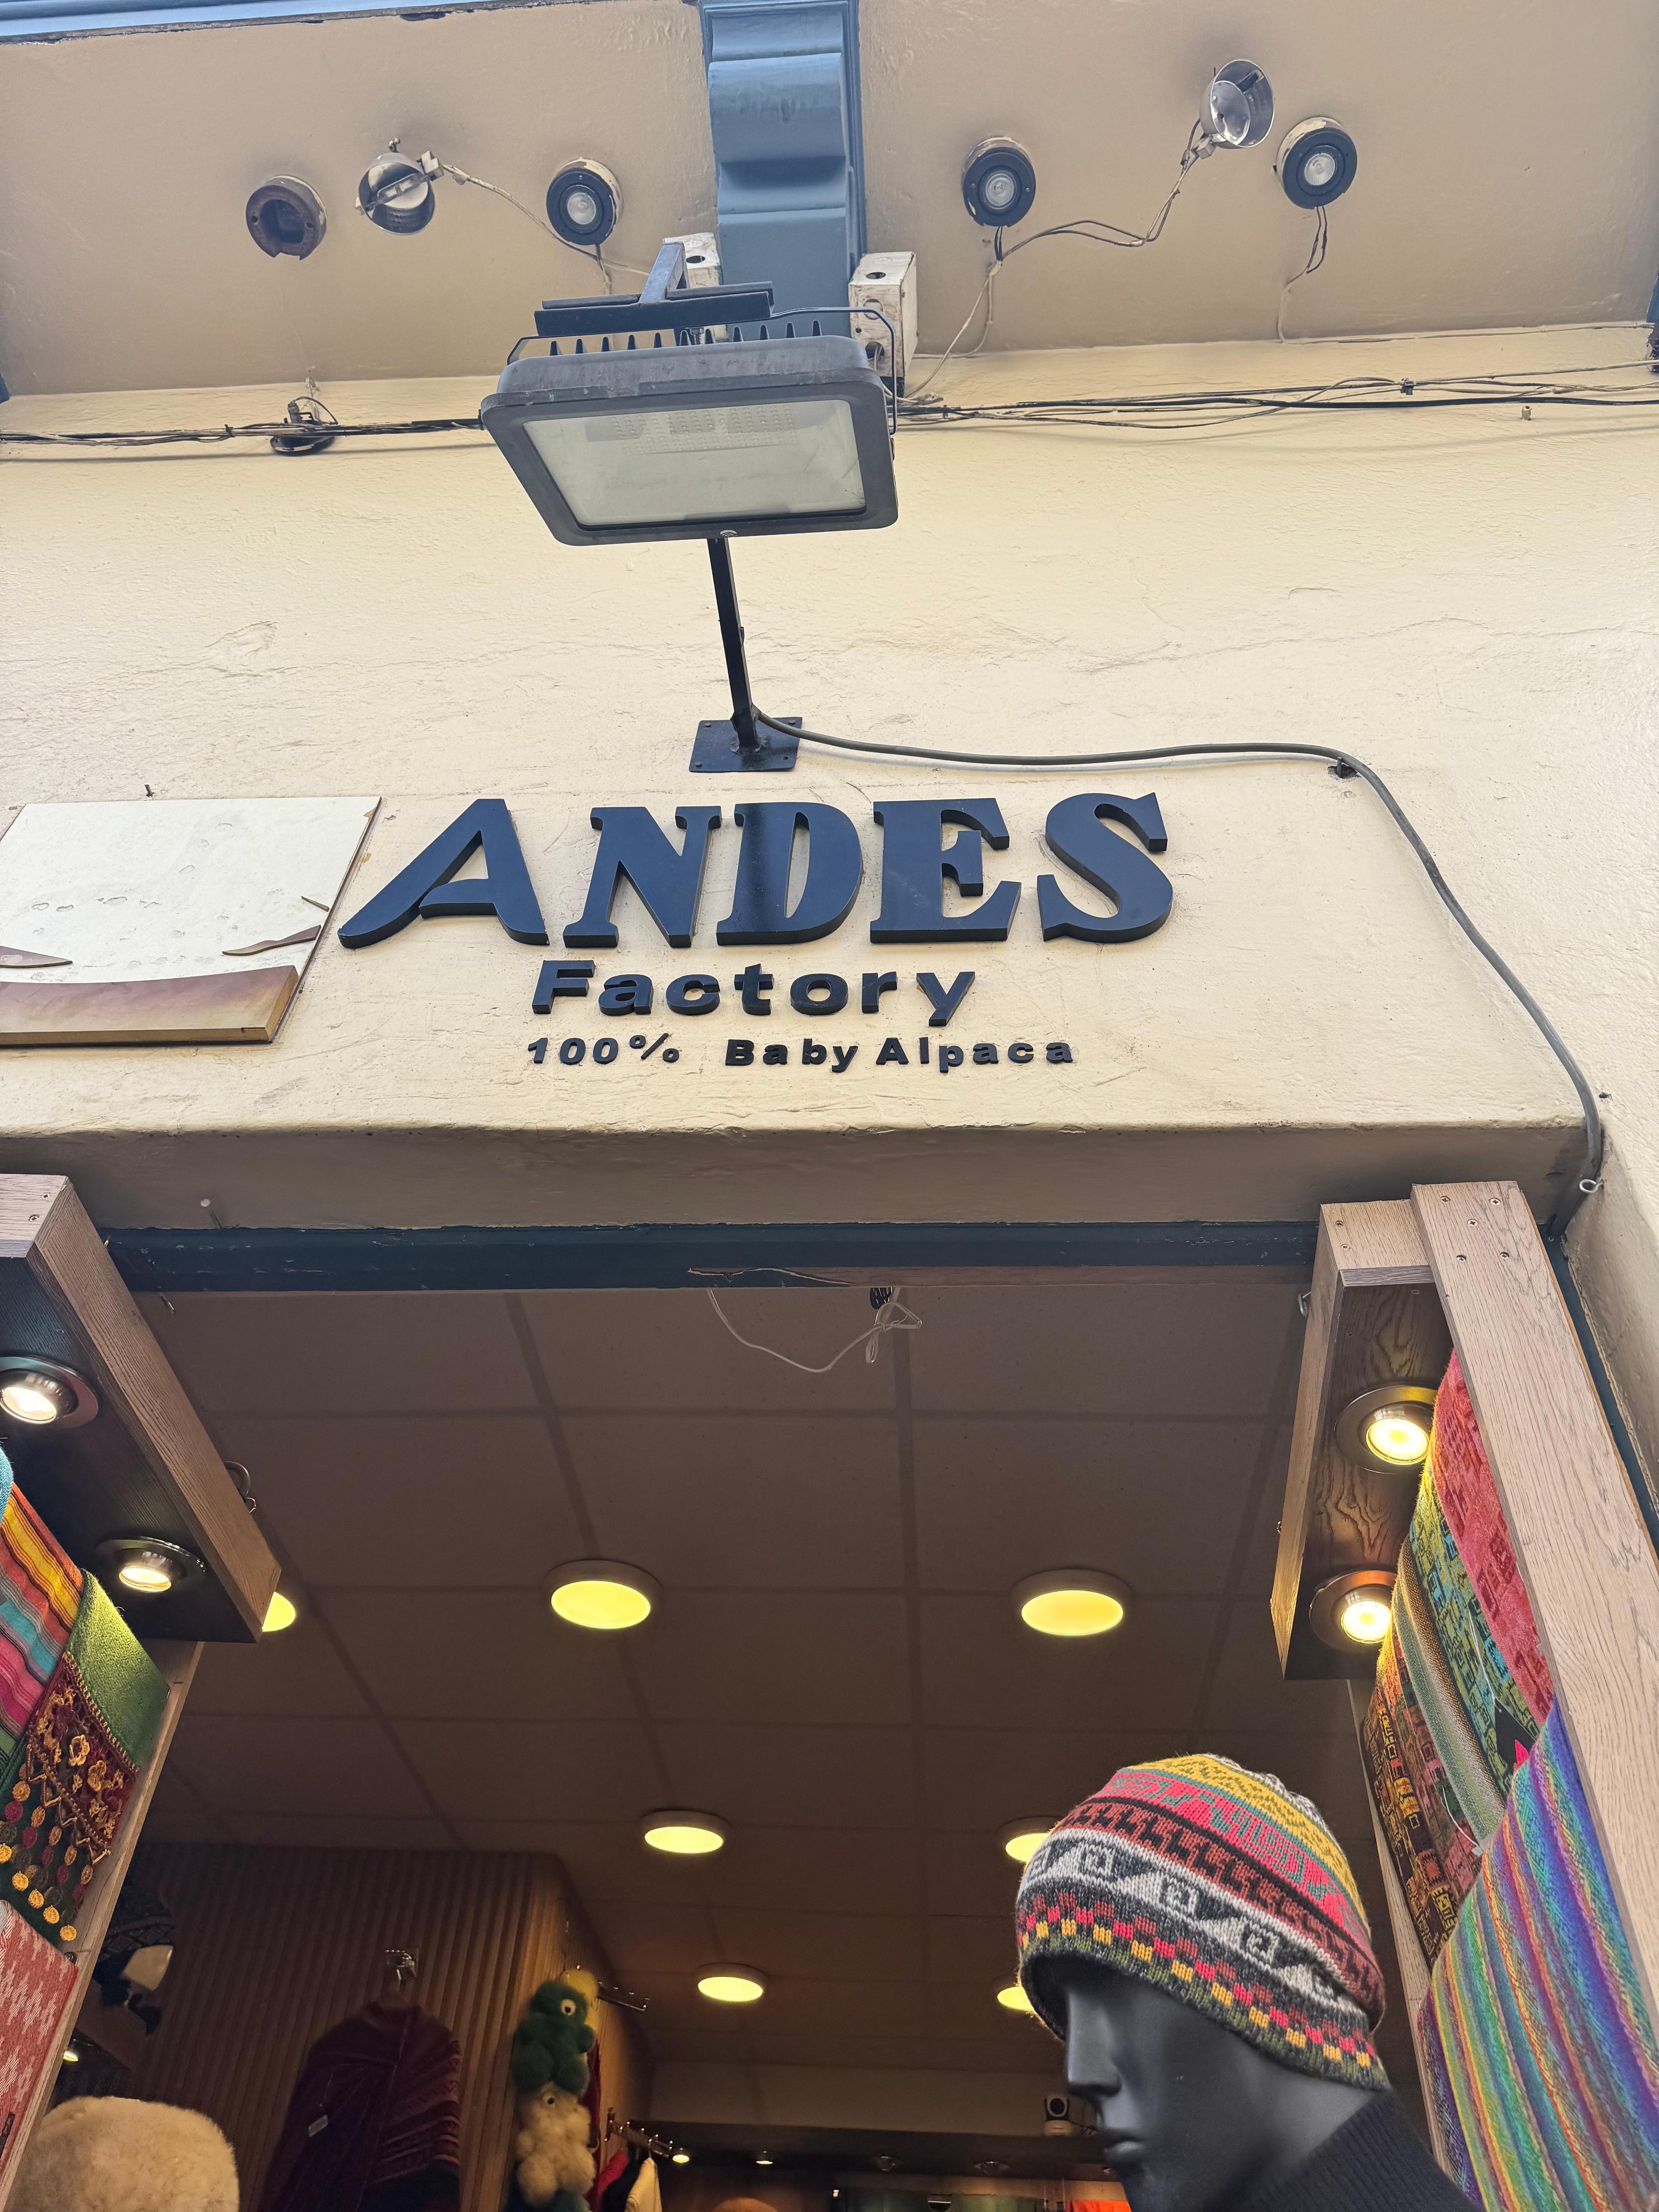 ANDES
Factory
100% Baby Alpaca